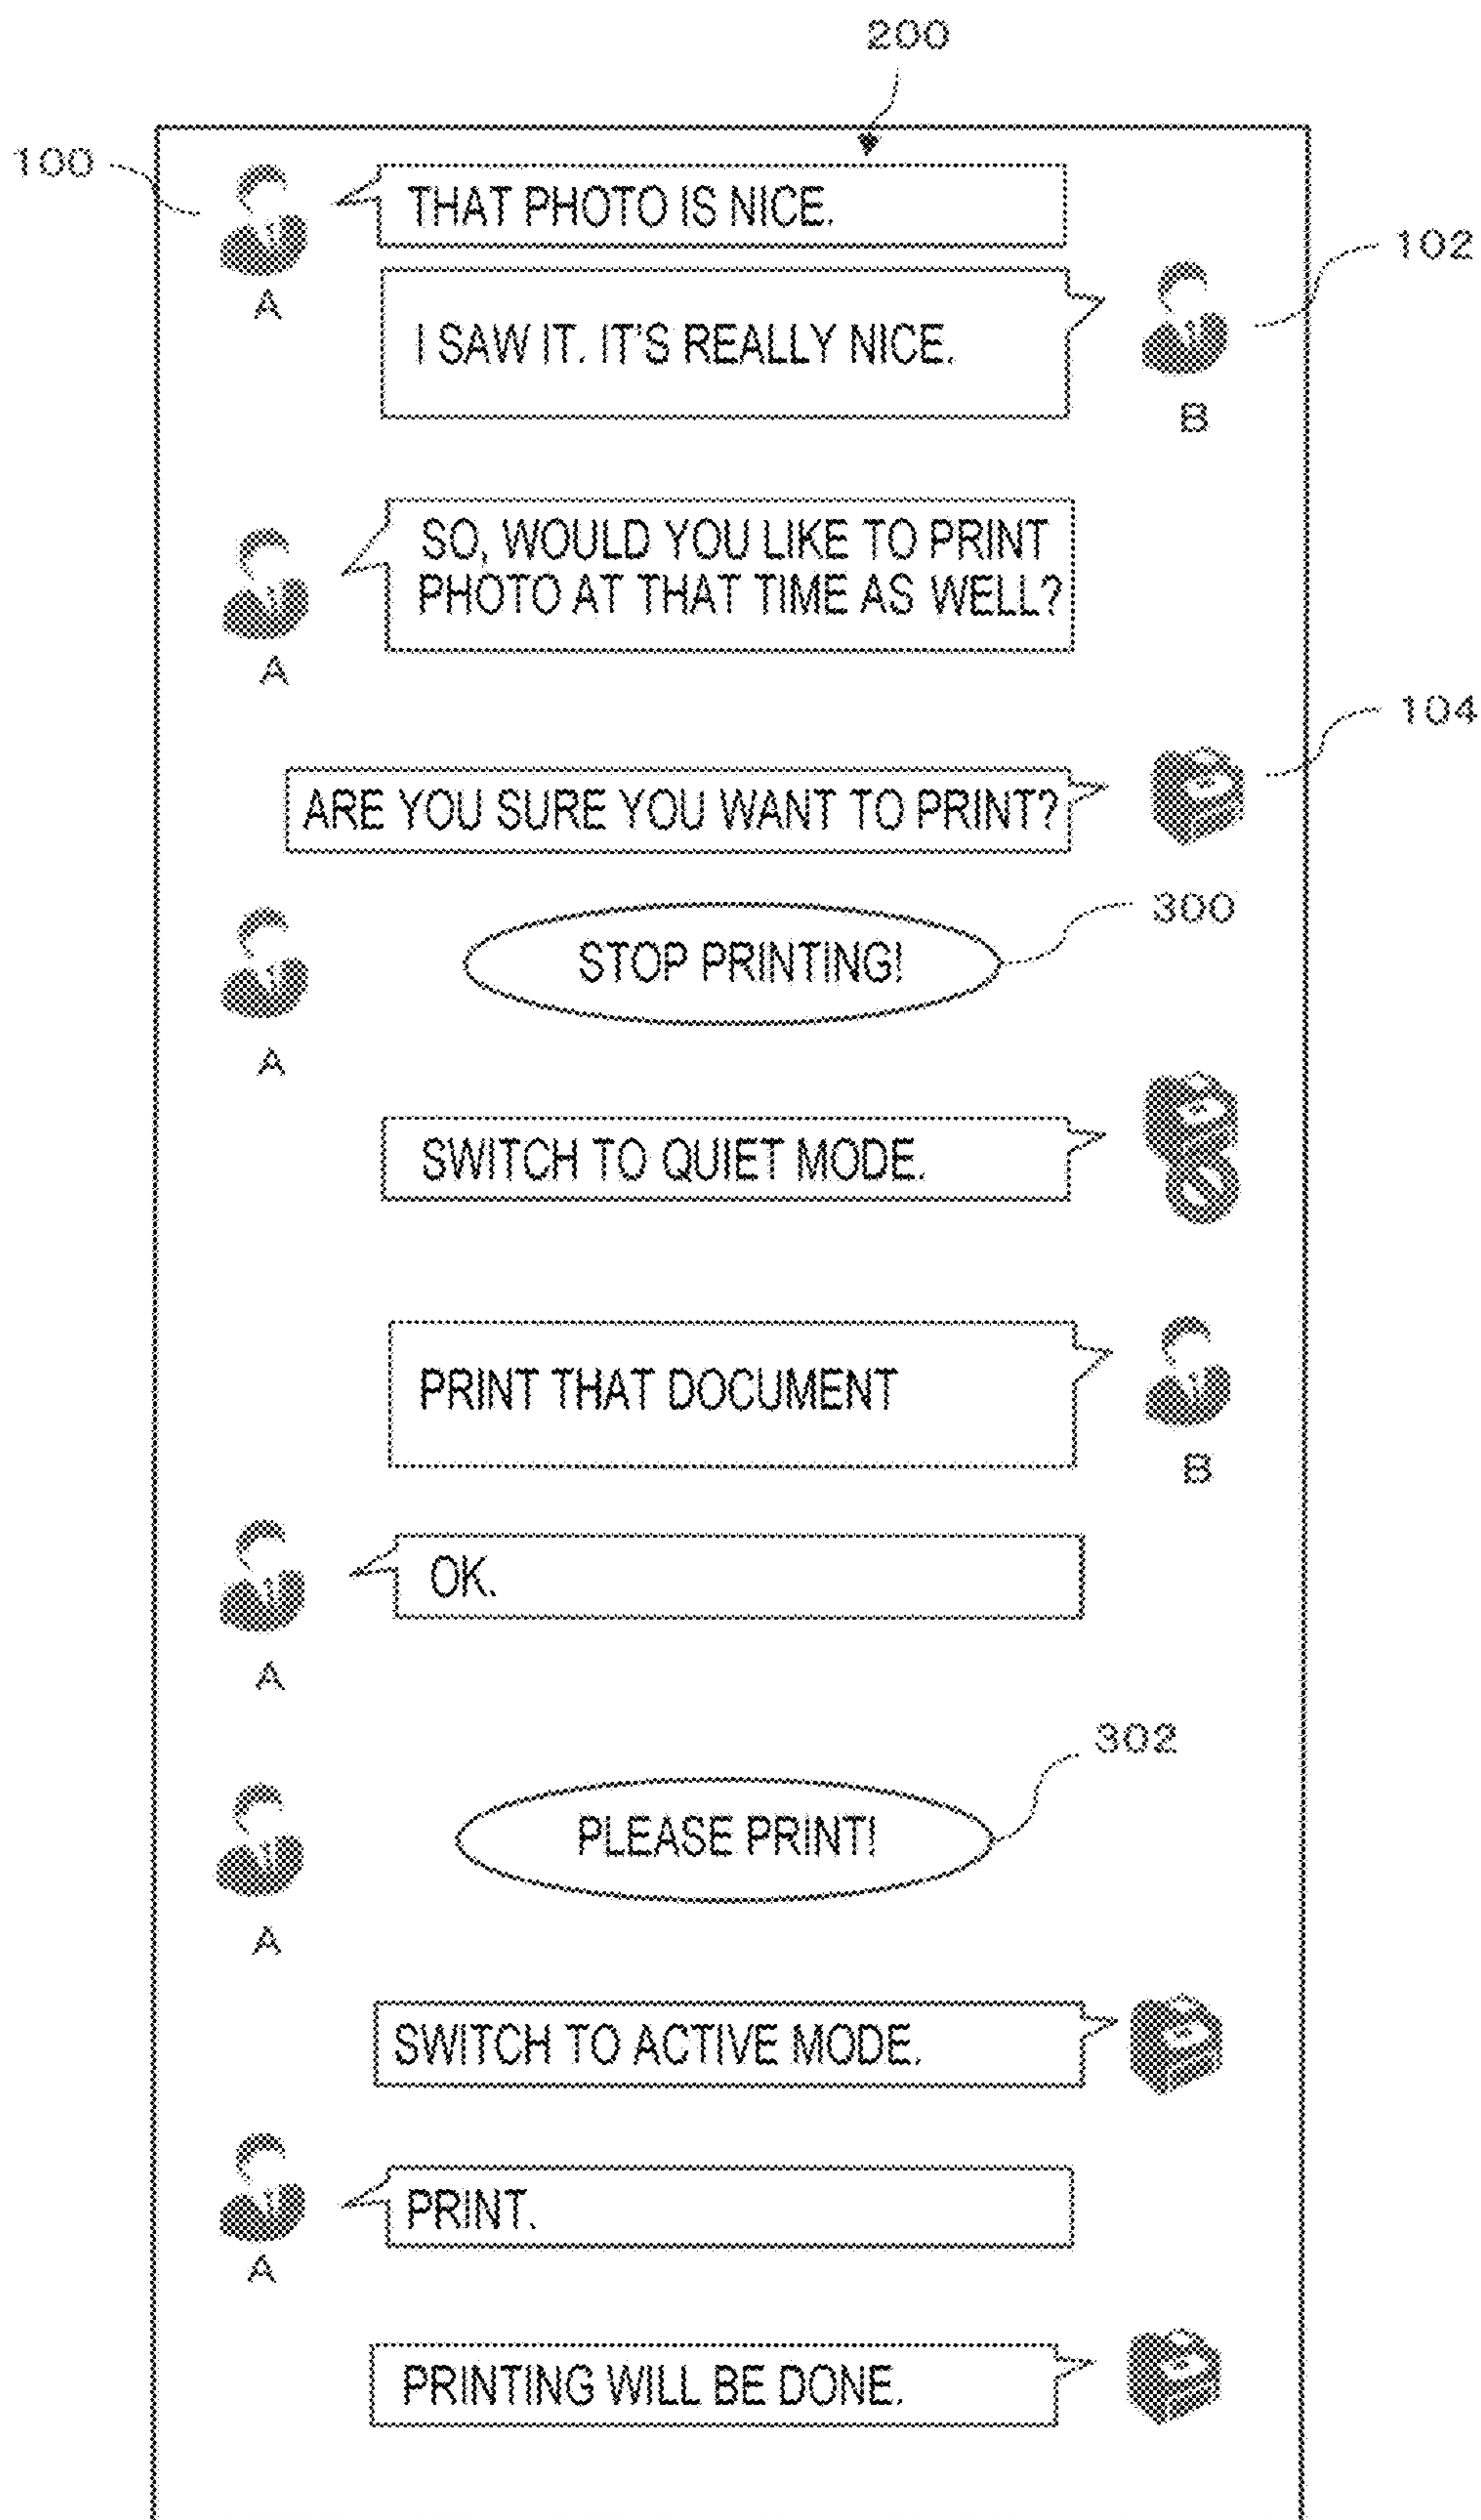 200
100
THAT PHOTO IS NICE.
A
102
I SAW IT. IT'S REALLY NICE.
B
SO, WOULD YOU LIKE TO PRINT
PHOTO AT THAT TIME AS WELL?
A
104
ARE YOU SURE YOU WANT TO PRINT?
300
STOP PRINTING!
A
SWITCH TO QUIET MODE.
PRINT THAT DOCUMENT
B
OK.
A
302
PLEASE PRINT!
A
SWITCH TO ACTIVE MODE.
PRINT.
A
PRINTING WILL BE DONE.